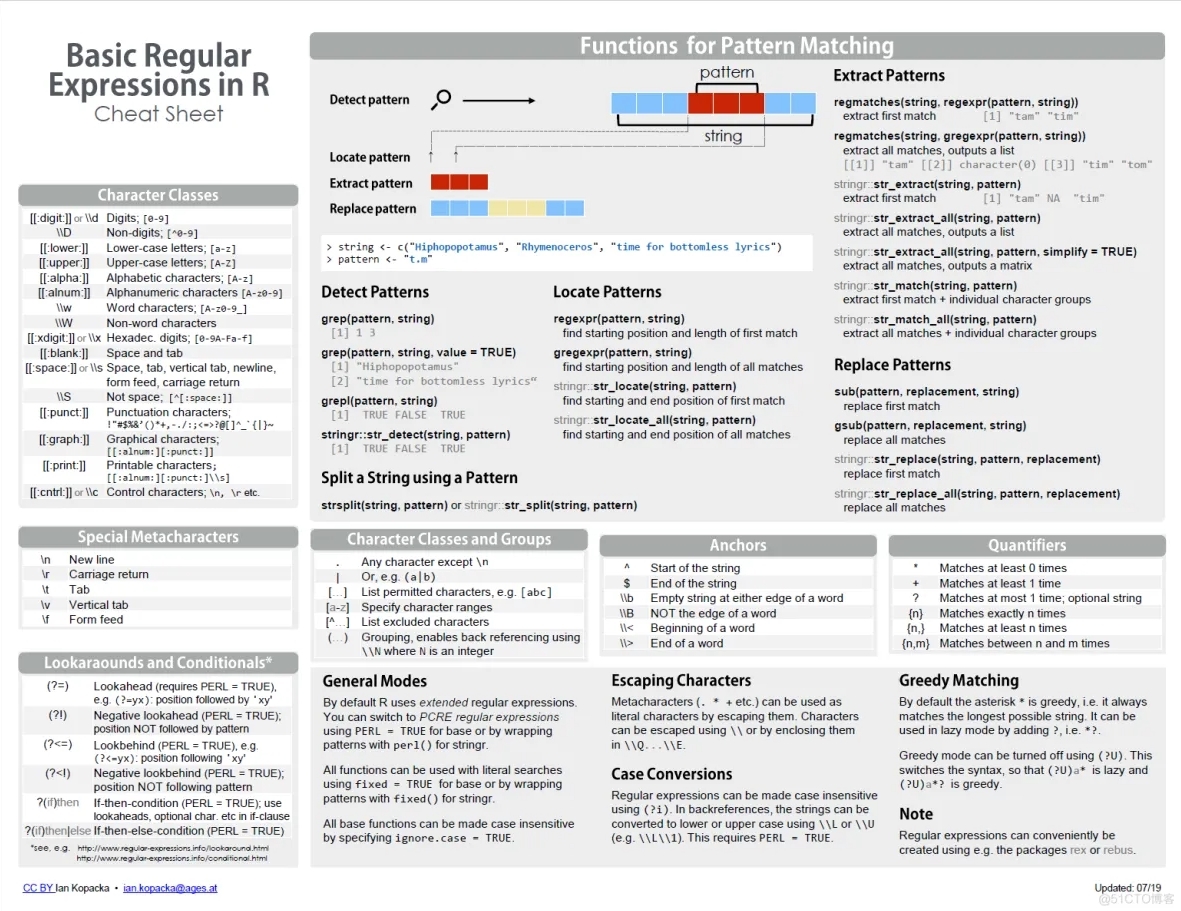 Basic Regular
Expressions in R
Cheat Sheet
Character Classes
[[:digit:]] or \\d Digits; [0-9]
\\D Non-digits; [^0-9]
[[:lower:]] Lower-case letters; [a-z]
[[:upper:]] Upper-case letters; [A-Z]
[[:alpha:]] Alphabetic characters; [A-z]
[[:alnum:]] Alphanumeric characters [A-z0-9]
\\w Word characters; [A-z0-9_]
\\W Non-word characters
[[:xdigit:]] or \\x Hexadec. digits; [0-9A-Fa-f]
[[:blank:]] Space and tab
[[:space:]] or \\s Space, tab, vertical tab, newline,
form feed, carriage return
\\S Not space; [^[:space:]]
[[:punct:]] Punctuation characters;
!"#$%&’()*+,-./:;<=>?@[]^_`{|}~
[[:graph:]] Graphical characters;
[[:alnum:][:punct:]]
[[:print:]] Printable characters;
[[:alnum:][:punct:]\\s]
[[:cntrl:]] or \\c Control characters; \n, \r etc.
Special Metacharacters
\n New line
\r Carriage return
\t Tab
\v Vertical tab
\f Form feed
Lookaraounds and Conditionals*
(?=) Lookahead (requires PERL = TRUE),
e.g. (?=yx): position followed by 'xy'
(?!) Negative lookahead (PERL = TRUE);
position NOT followed by pattern
(?<=) Lookbehind (PERL = TRUE), e.g.
(?<=yx): position following 'xy'
(?<!) Negative lookbehind (PERL = TRUE);
position NOT following pattern
?(if)then If-then-condition (PERL = TRUE); use
lookaheads, optional char. etc in if-clause
?(if)then|else If-then-else-condition (PERL = TRUE)
*see, e.g. http://www.regular-expressions.info/lookaround.html
http://www.regular-expressions.info/conditional.html
Functions for Pattern Matching
Detect pattern
pattern
string
Locate pattern
Extract pattern
Replace pattern
> string <- c("Hiphopopotamus", "Rhymenoceros", "time for bottomless lyrics")
> pattern <- "t.m"
Detect Patterns
grep(pattern, string)
[1] 1 3
grep(pattern, string, value = TRUE)
[1] "Hiphopopotamus"
[2] "time for bottomless lyrics“
grepl(pattern, string)
[1] TRUE FALSE TRUE
stringr::str_detect(string, pattern)
[1] TRUE FALSE TRUE
Split a String using a Pattern
strsplit(string, pattern) or stringr::str_split(string, pattern)
Locate Patterns
regexpr(pattern, string)
find starting position and length of first match
gregexpr(pattern, string)
find starting position and length of all matches
stringr::str_locate(string, pattern)
find starting and end position of first match
stringr::str_locate_all(string, pattern)
find starting and end position of all matches
Extract Patterns
regmatches(string, regexpr(pattern, string))
extract first match [1] "tam" "tim"
regmatches(string, gregexpr(pattern, string))
extract all matches, outputs a list
[[1]] "tam" [[2]] character(0) [[3]] "tim" "tom"
stringr::str_extract(string, pattern)
extract first match [1] "tam" NA "tim"
stringr::str_extract_all(string, pattern)
extract all matches, outputs a list
stringr::str_extract_all(string, pattern, simplify = TRUE)
extract all matches, outputs a matrix
stringr::str_match(string, pattern)
extract first match + individual character groups
stringr::str_match_all(string, pattern)
extract all matches + individual character groups
Replace Patterns
sub(pattern, replacement, string)
replace first match
gsub(pattern, replacement, string)
replace all matches
stringr::str_replace(string, pattern, replacement)
replace first match
stringr::str_replace_all(string, pattern, replacement)
replace all matches
Character Classes and Groups
. Any character except \n
| Or, e.g. (a|b)
[…] List permitted characters, e.g. [abc]
[a-z] Specify character ranges
[^…] List excluded characters
(…) Grouping, enables back referencing using
\\N where N is an integer
Anchors
^ Start of the string
$ End of the string
\\b Empty string at either edge of a word
\\B NOT the edge of a word
\\< Beginning of a word
\\> End of a word
Quantifiers
* Matches at least 0 times
+ Matches at least 1 time
? Matches at most 1 time; optional string
{n} Matches exactly n times
{n,} Matches at least n times
{n,m} Matches between n and m times
General Modes
By default R uses extended regular expressions.
You can switch to PCRE regular expressions
using PERL = TRUE for base or by wrapping
patterns with perl() for stringr.
All functions can be used with literal searches
using fixed = TRUE for base or by wrapping
patterns with fixed() for stringr.
All base functions can be made case insensitive
by specifying ignore.case = TRUE.
Escaping Characters
Metacharacters (. * + etc.) can be used as
literal characters by escaping them. Characters
can be escaped using \\ or by enclosing them
in \\Q...\\E.
Case Conversions
Regular expressions can be made case insensitive
using (?i). In backreferences, the strings can be
converted to lower or upper case using \\L or \\U
(e.g. \\L\\1). This requires PERL = TRUE.
Greedy Matching
By default the asterisk * is greedy, i.e. it always
matches the longest possible string. It can be
used in lazy mode by adding ?, i.e. *?.
Greedy mode can be turned off using (?U). This
switches the syntax, so that (?U)a* is lazy and
(?U)a*? is greedy.
Note
Regular expressions can conveniently be
created using e.g. the packages rex or rebus.
CC BY Ian Kopacka • ian.kopacka@ages.at
Updated: 07/19
@51CTO博客